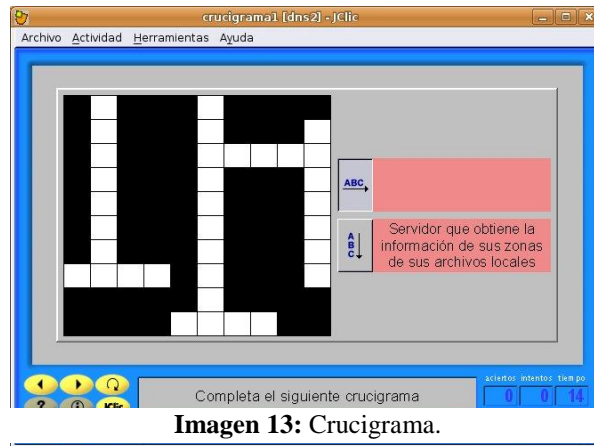 crucigrama1 [dns2] - JClic
Archivo Actividad Herramientas Ayuda
ABC
Servidor que obtiene la
información de sus zonas
de sus archivos locales
A
B
C
aciertos intentos tiempo
0 0 14
Completa el siguiente crucigrama
? i JClic
Imagen 13: Crucigrama.